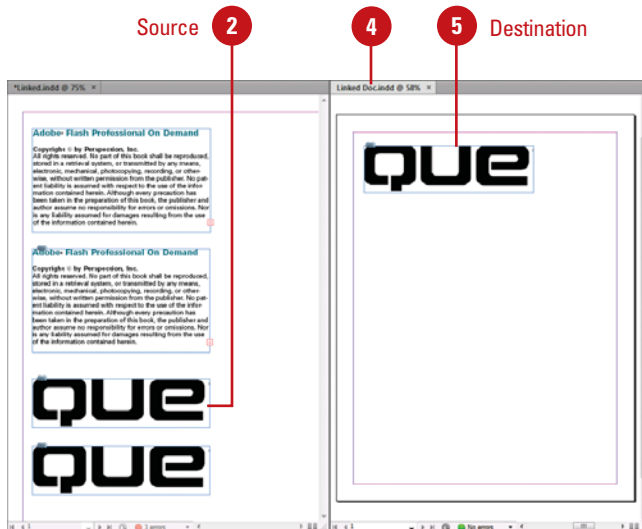 Source 2
4
5 Destination
*Linked.indd @ 75% ×
Linked Doc.indd @ 58% ×
Adobe® Flash Professional On Demand
Copyright © by Perspection, Inc.
All rights reserved. No part of this book shall be reproduced,
stored in a retrieval system, or transmitted by any means,
electronic, mechanical, photocopying, recording, or other-
wise, without written permission from the publisher. No pat-
ent liability is assumed with respect to the use of the infor-
mation contained herein. Although every precaution has
been taken in the preparation of this book, the publisher and
author assume no responsibility for errors or omissions. Nor
is any liability assumed for damages resulting from the use
of the information contained herein.
Adobe® Flash Professional On Demand
Copyright © by Perspection, Inc.
All rights reserved. No part of this book shall be reproduced,
stored in a retrieval system, or transmitted by any means,
electronic, mechanical, photocopying, recording, or other-
wise, without written permission from the publisher. No pat-
ent liability is assumed with respect to the use of the infor-
mation contained herein. Although every precaution has
been taken in the preparation of this book, the publisher and
author assume no responsibility for errors or omissions. Nor
is any liability assumed for damages resulting from the use
of the information contained herein.
que
que
que
1
errors
1
No errors